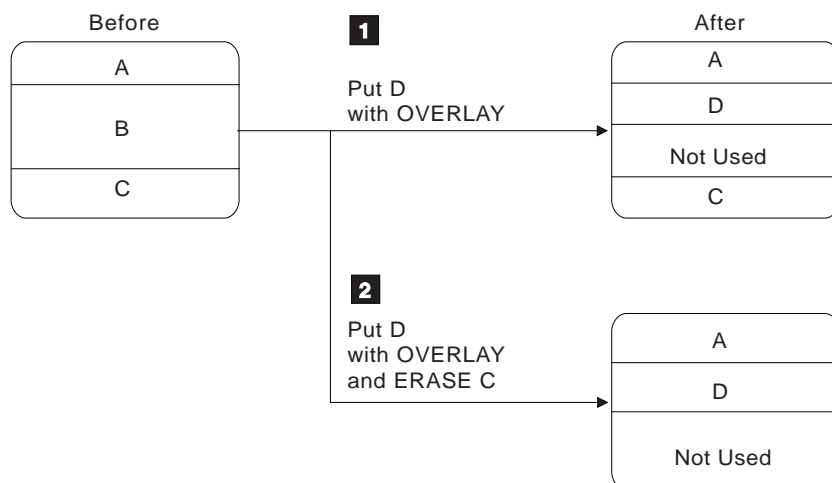 Before
A
B
C
1
Put D
with OVERLAY
After
A
D
Not Used
C
2
Put D
with OVERLAY
and ERASE C
A
D
Not Used